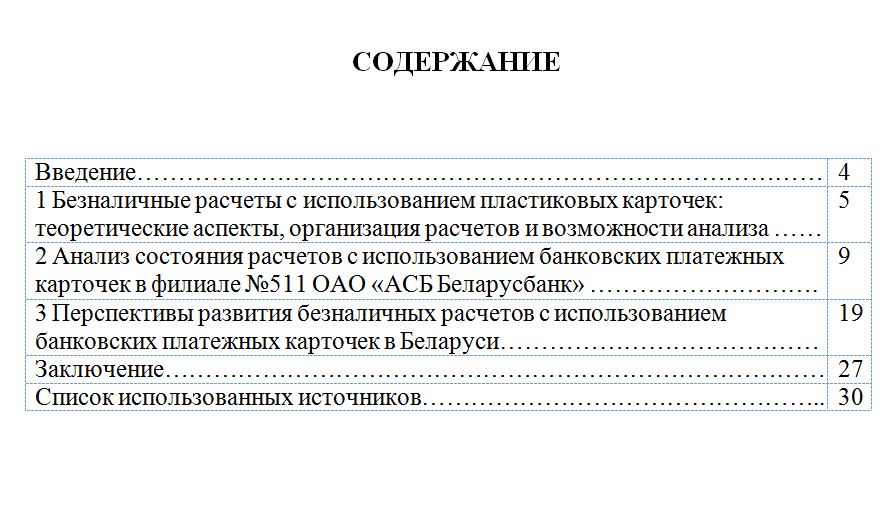 СОДЕРЖАНИЕ
Введение…………………………………………………………………………… 4
1 Безналичные расчеты с использованием пластиковых карточек: 5
теоретические аспекты, организация расчетов и возможности анализа ……
2 Анализ состояния расчетов с использованием банковских платежных 9
карточек в филиале №511 ОАО «АСБ Беларусбанк» ……………………….
3 Перспективы развития безналичных расчетов с использованием 19
банковских платежных карточек в Беларуси…………………………………
Заключение………………………………………………………………………… 27
Список использованных источников………………………………………….. 30